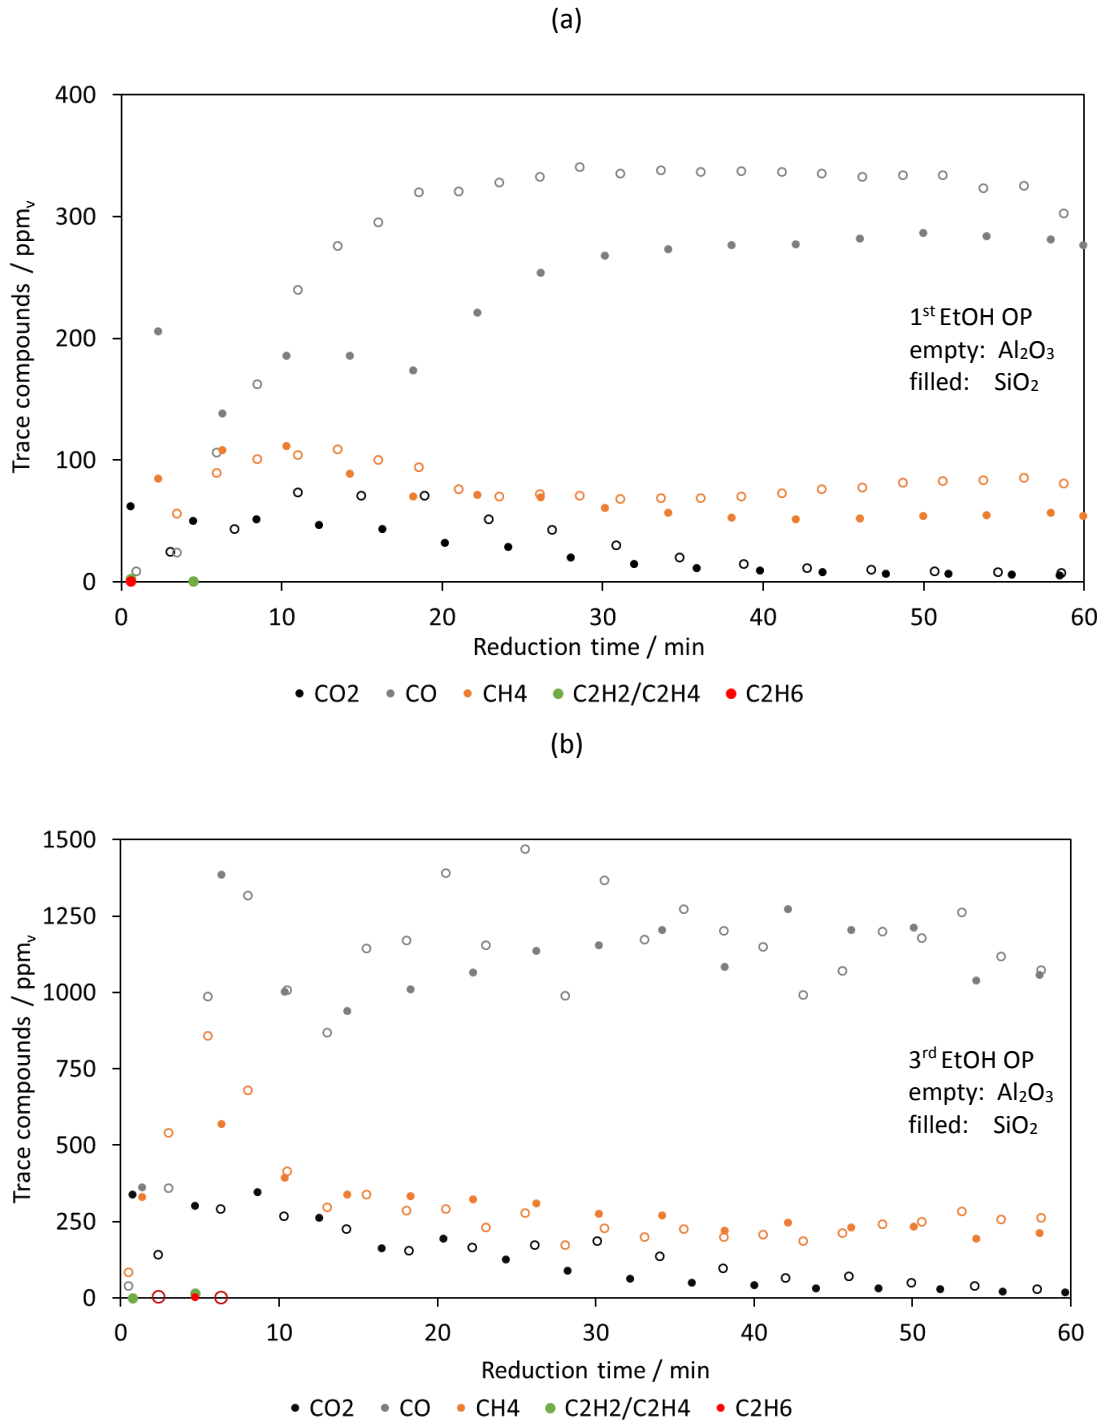 (a)
400
300
200
100
0
Trace compounds / ppmᵥ
1ˢᵗ EtOH OP
empty: Al₂O₃
filled: SiO₂
0 10 20 30 40 50 60
Reduction time / min
CO2 CO CH4 C2H2/C2H4 C2H6
(b)
1500
1250
1000
750
500
250
0
Trace compounds / ppmᵥ
3ʳᵈ EtOH OP
empty: Al₂O₃
filled: SiO₂
0 10 20 30 40 50 60
Reduction time / min
CO2 CO CH4 C2H2/C2H4 C2H6